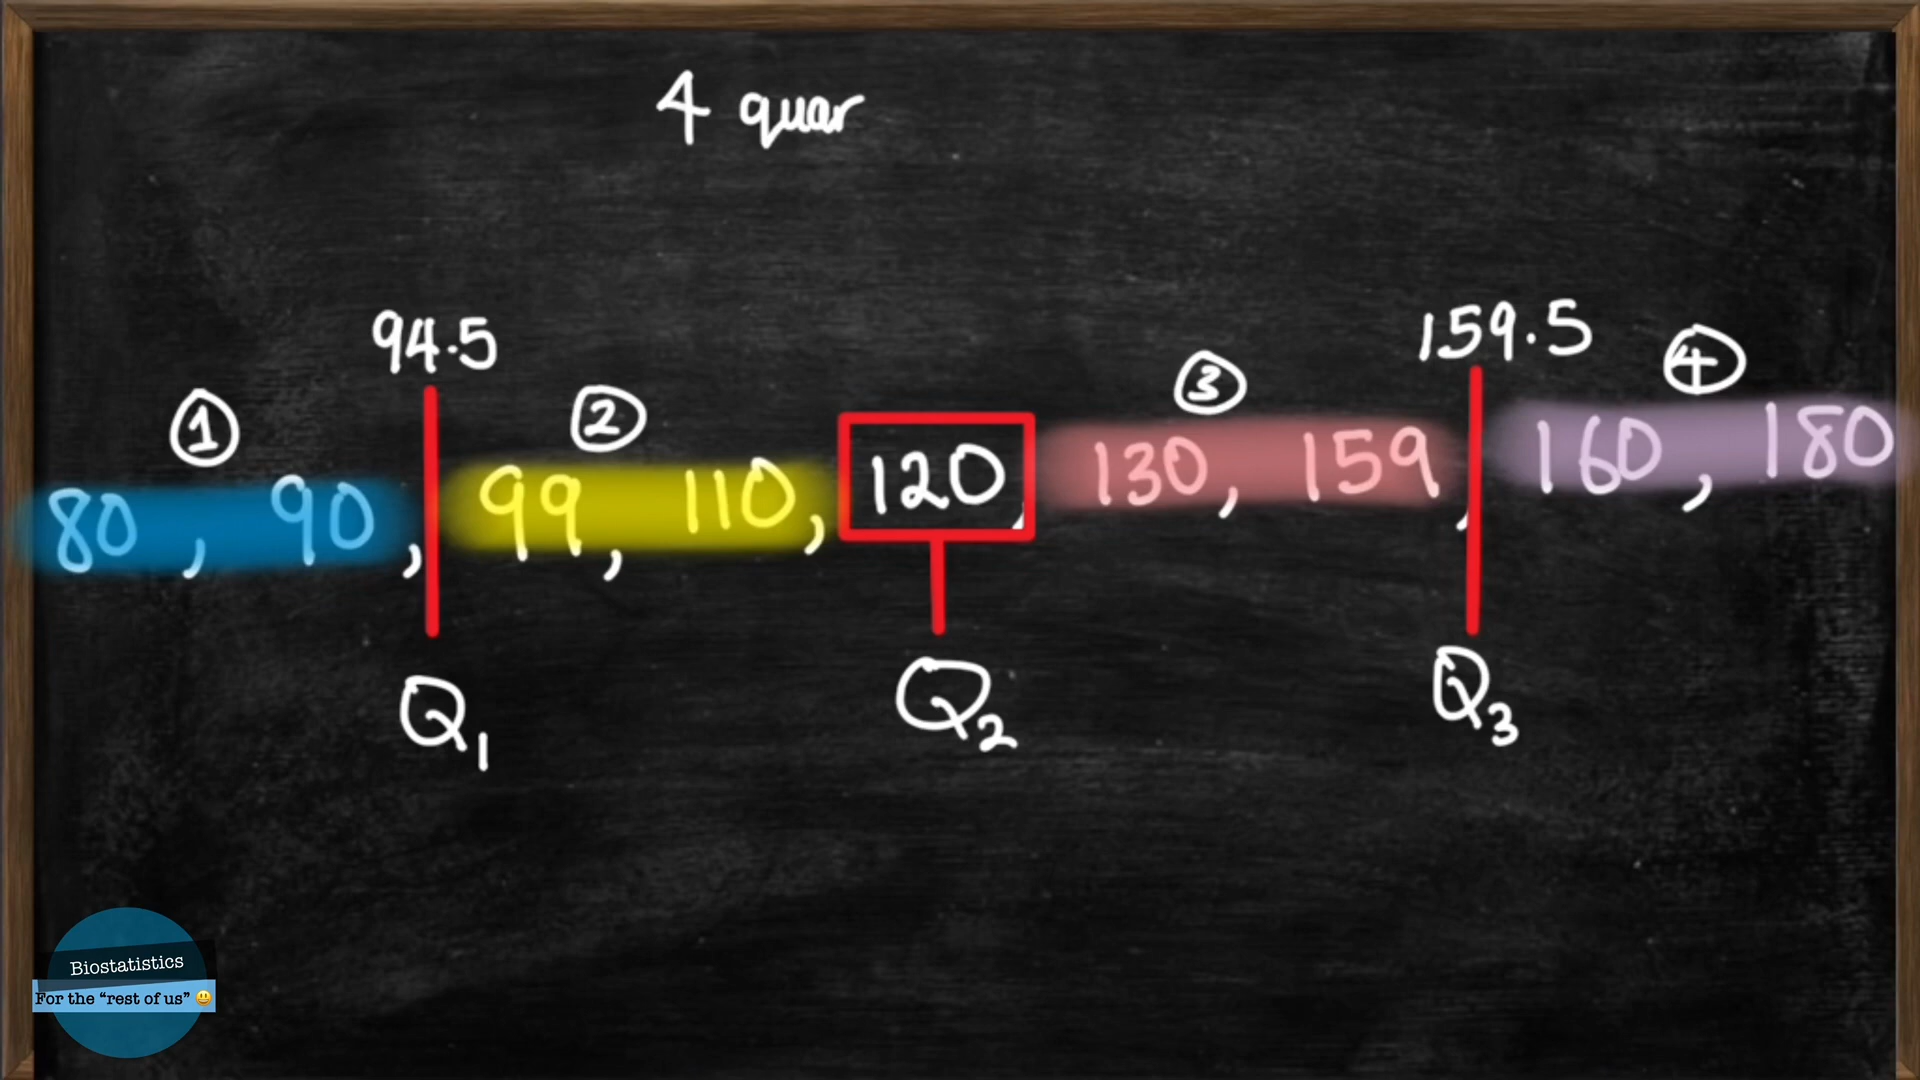 4 quar
94.5 159.5
① ② ③ ④
80, 90, 99, 110, 120, 130, 159, 160, 180
Q₁ Q₂ Q₃
Biostatistics
For the “rest of us” 😃